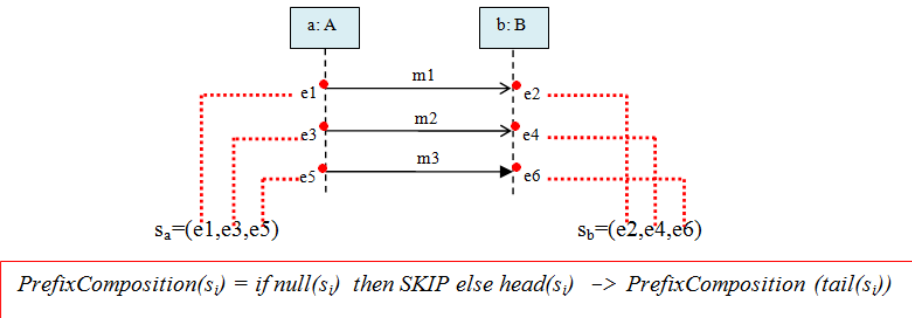 a: A b: B
m1
e1 e2
m2
e3 e4
m3
e5 e6
sa=(e1,e3,e5) sb=(e2,e4,e6)
PrefixComposition(si) = if null(si) then SKIP else head(si) –> PrefixComposition (tail(si))